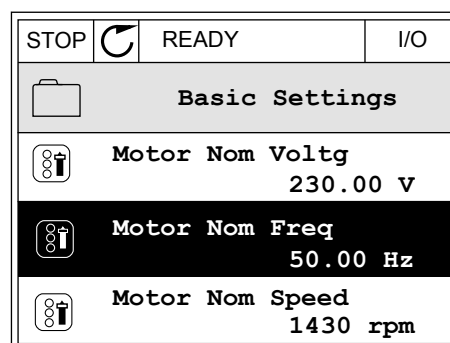 STOP READY I/O
Basic Settings
Motor Nom Voltg
230.00 V
Motor Nom Freq
50.00 Hz
Motor Nom Speed
1430 rpm